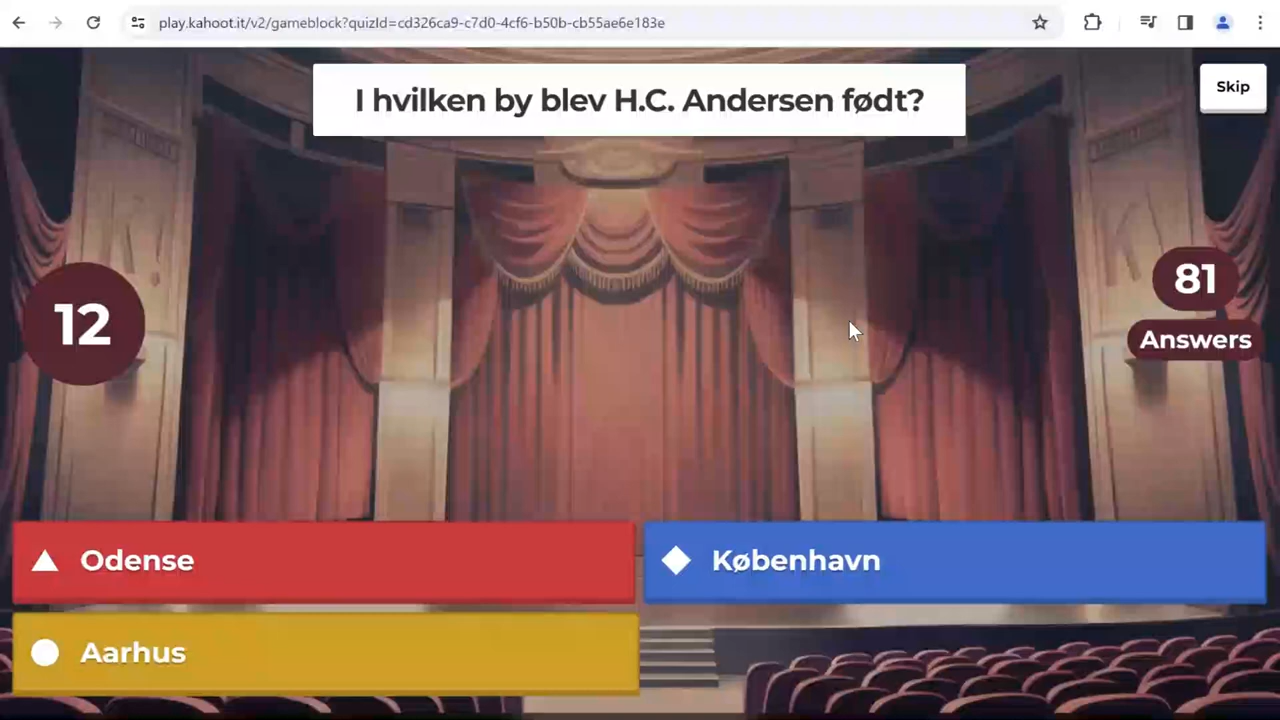 play.kahoot.it/v2/gameblock?quizId=cd326ca9-c7d0-4cf6-b50b-cb55ae6e183e
I hvilken by blev H.C. Andersen født?
Skip
12
81
Answers
Odense
København
Aarhus